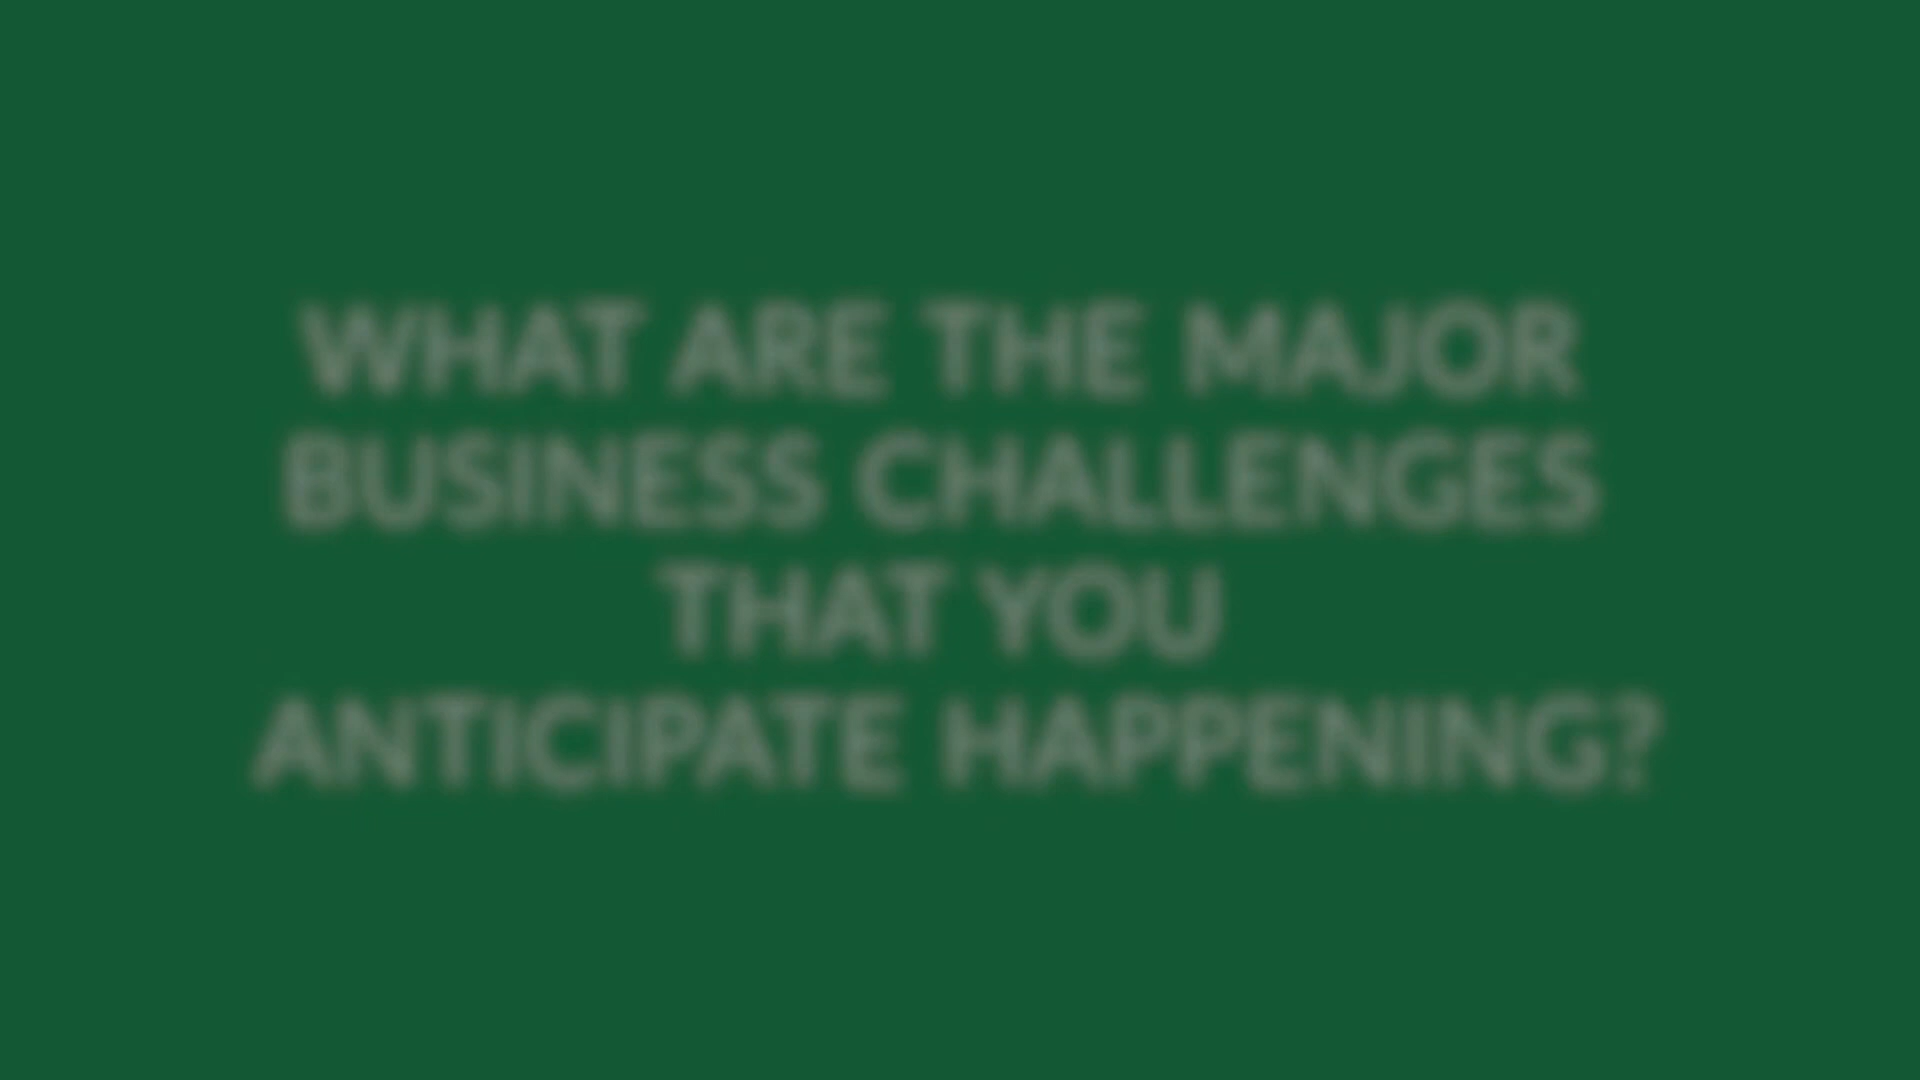 WHAT ARE THE MAJOR
BUSINESS CHALLENGES
THAT YOU
ANTICIPATE HAPPENING?